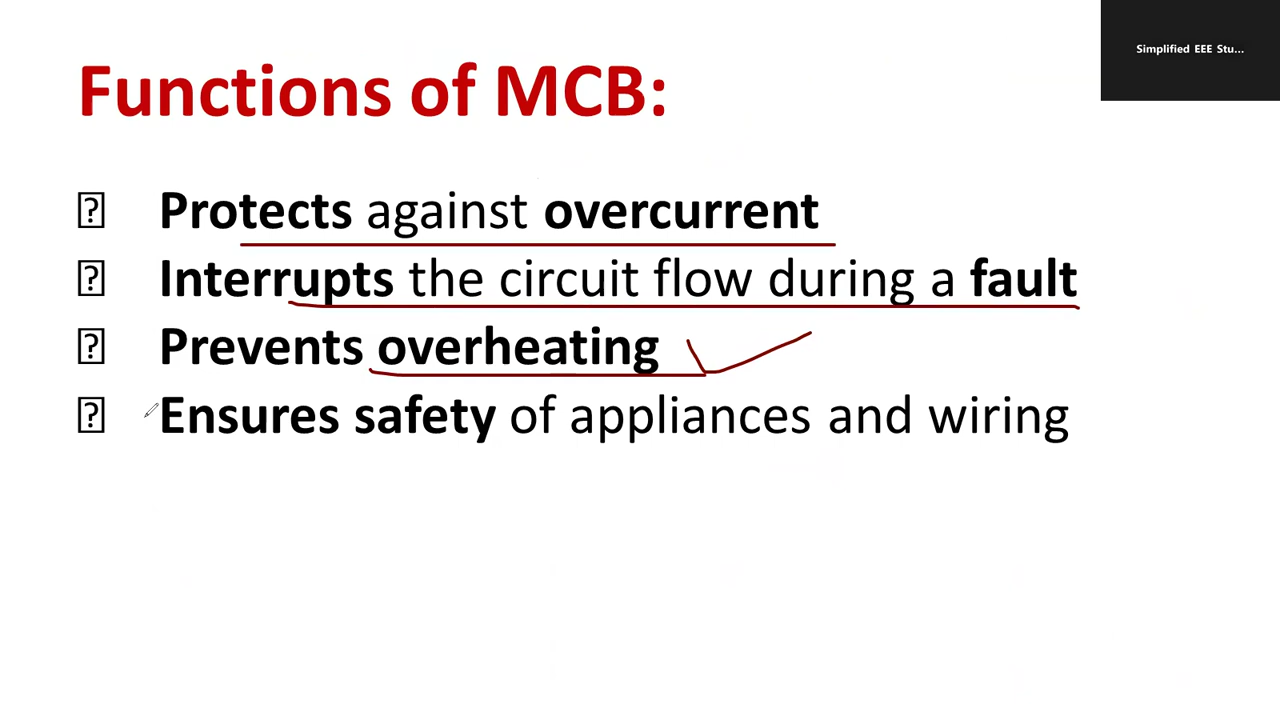 Simplified EEE Stu...
Functions of MCB:
Protects against overcurrent
Interrupts the circuit flow during a fault
Prevents overheating
Ensures safety of appliances and wiring